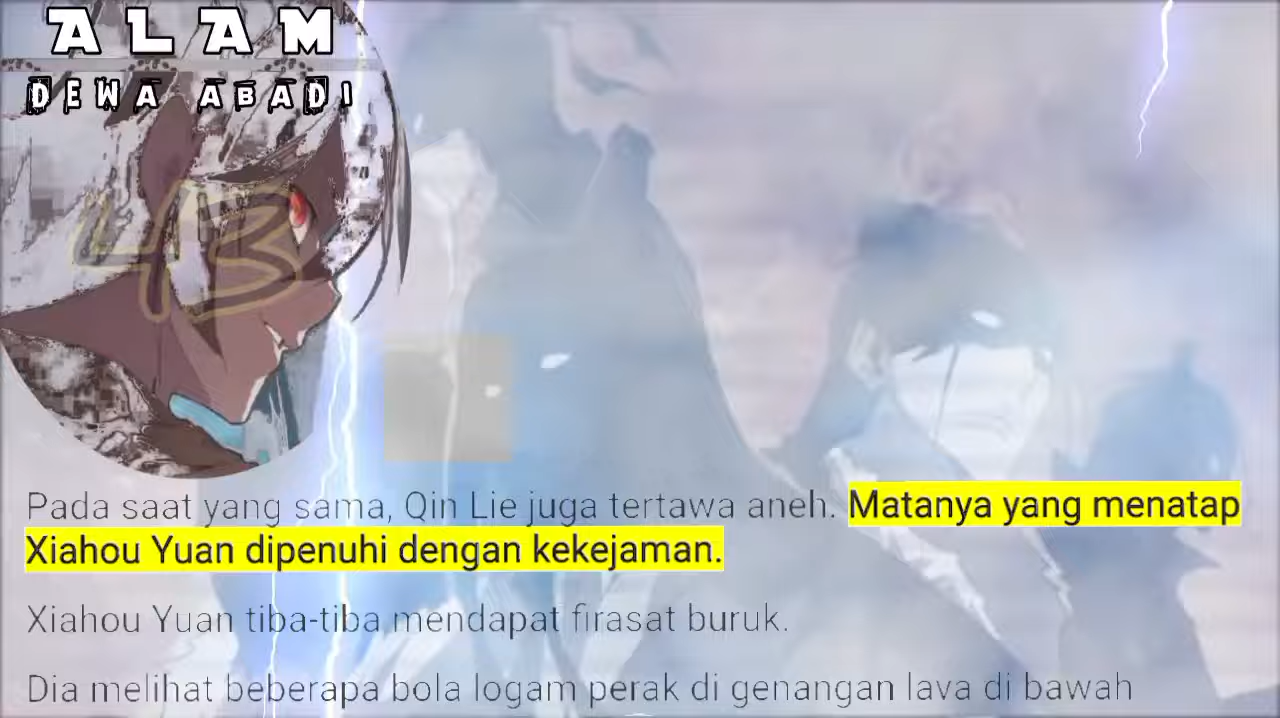 ALAM
DEWA ABADI
43
Pada saat yang sama, Qin Lie juga tertawa aneh. Matanya yang menatap
Xiahou Yuan dipenuhi dengan kekejaman.
Xiahou Yuan tiba-tiba mendapat firasat buruk.
Dia melihat beberapa bola logam perak di genangan lava di bawah